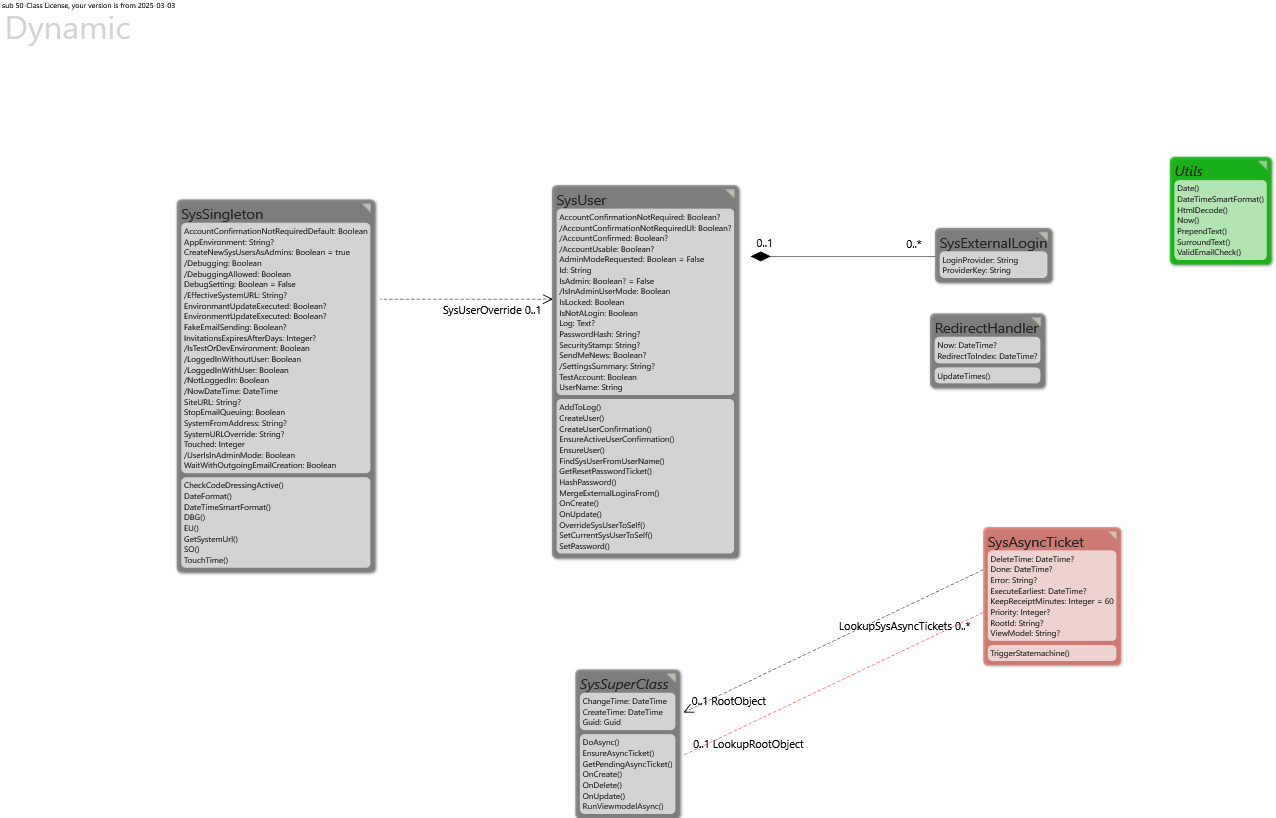 sub 50-Class License, your version is from 2025-03-03
Dynamic
SysSingleton
AccountConfirmationNotRequiredDefault: Boolean
AppEnvironment: String?
CreateNewSysUsersAsAdmins: Boolean = true
/Debugging: Boolean
/DebuggingAllowed: Boolean
DebugSetting: Boolean = False
/EffectiveSystemURL: String?
EnvironmantUpdateExecuted: Boolean?
EnvironmentUpdateExecuted: Boolean?
FakeEmailSending: Boolean?
InvitationsExpiresAfterDays: Integer?
/IsTestOrDevEnvironment: Boolean
/LoggedInWithoutUser: Boolean
/LoggedInWithUser: Boolean
/NotLoggedIn: Boolean
/NowDateTime: DateTime
SiteURL: String?
StopEmailQueuing: Boolean
SystemFromAddress: String?
SystemURLOverride: String?
Touched: Integer
/UserIsInAdminMode: Boolean
WaitWithOutgoingEmailCreation: Boolean
CheckCodeDressingActive()
DateFormat()
DateTimeSmartFormat()
DBG()
EU()
GetSystemUrl()
SO()
TouchTime()
SysUserOverride 0..1
SysUser
AccountConfirmationNotRequired: Boolean?
/AccountConfirmationNotRequiredUI: Boolean?
/AccountConfirmed: Boolean?
/AccountUsable: Boolean?
AdminModeRequested: Boolean = False
Id: String
IsAdmin: Boolean? = False
/IsInAdminUserMode: Boolean
IsLocked: Boolean
IsNotALogin: Boolean
Log: Text?
PasswordHash: String?
SecurityStamp: String?
SendMeNews: Boolean?
/SettingsSummary: String?
TestAccount: Boolean
UserName: String
AddToLog()
CreateUser()
CreateUserConfirmation()
EnsureActiveUserConfirmation()
EnsureUser()
FindSysUserFromUserName()
GetResetPasswordTicket()
HashPassword()
MergeExternalLoginsFrom()
OnCreate()
OnUpdate()
OverrideSysUserToSelf()
SetCurrentSysUserToSelf()
SetPassword()
0..1
0..*
SysExternalLogin
LoginProvider: String
ProviderKey: String
RedirectHandler
Now: DateTime?
RedirectToIndex: DateTime?
UpdateTimes()
Utils
Date()
DateTimeSmartFormat()
HtmlDecode()
Now()
PrependText()
SurroundText()
ValidEmailCheck()
SysAsyncTicket
DeleteTime: DateTime?
Done: DateTime?
Error: String?
ExecuteEarliest: DateTime?
KeepReceiptMinutes: Integer = 60
Priority: Integer?
RootId: String?
ViewModel: String?
TriggerStatemachine()
LookupSysAsyncTickets 0..*
0..1 RootObject
0..1 LookupRootObject
SysSuperClass
ChangeTime: DateTime
CreateTime: DateTime
Guid: Guid
DoAsync()
EnsureAsyncTicket()
GetPendingAsyncTicket()
OnCreate()
OnDelete()
OnUpdate()
RunViewmodelAsync()